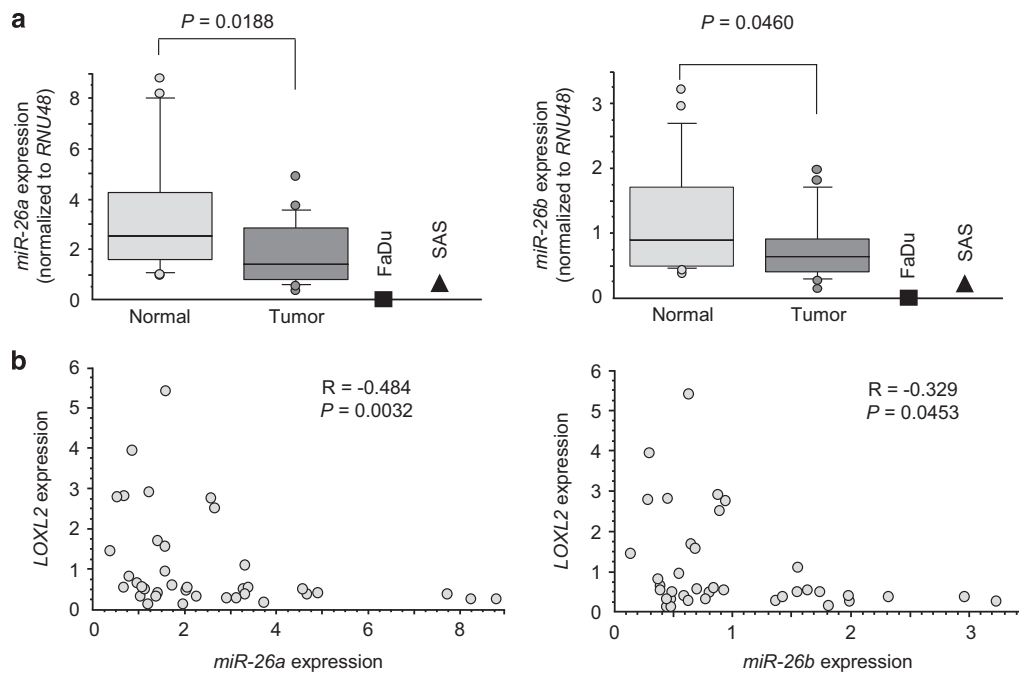 a
P = 0.0188
miR-26a expression
(normalized to RNU48)
8
6
4
2
0
Normal
Tumor
FaDu
SAS
P = 0.0460
miR-26b expression
(normalized to RNU48)
3
2
1
0
Normal
Tumor
FaDu
SAS
b
LOXL2 expression
6
5
4
3
2
1
0
R = -0.484
P = 0.0032
0
2
4
6
8
miR-26a expression
LOXL2 expression
6
5
4
3
2
1
0
R = -0.329
P = 0.0453
0
1
2
3
miR-26b expression